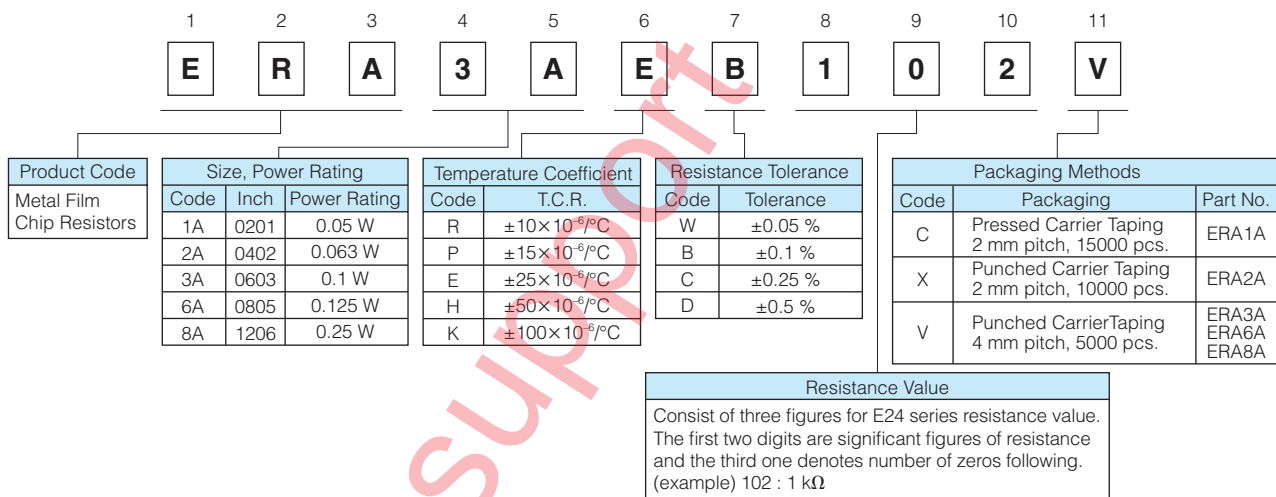 1 2 3 4 5 6 7 8 9 10 11
E R A 3 A E B 1 0 2 V
Product Code
Metal Film
Chip Resistors
Size, Power Rating
Code Inch Power Rating
1A 0201 0.05 W
2A 0402 0.063 W
3A 0603 0.1 W
6A 0805 0.125 W
8A 1206 0.25 W
Temperature Coefficient
Code T.C.R.
R ±10×10⁻⁶/°C
P ±15×10⁻⁶/°C
E ±25×10⁻⁶/°C
H ±50×10⁻⁶/°C
K ±100×10⁻⁶/°C
Resistance Tolerance
Code Tolerance
W ±0.05 %
B ±0.1 %
C ±0.25 %
D ±0.5 %
Packaging Methods
Code Packaging Part No.
C Pressed Carrier Taping
2 mm pitch, 15000 pcs. ERA1A
X Punched Carrier Taping
2 mm pitch, 10000 pcs. ERA2A
V Punched CarrierTaping
4 mm pitch, 5000 pcs.
ERA3A
ERA6A
ERA8A
Resistance Value
Consist of three figures for E24 series resistance value.
The first two digits are significant figures of resistance
and the third one denotes number of zeros following.
(example) 102 : 1 kΩ
support